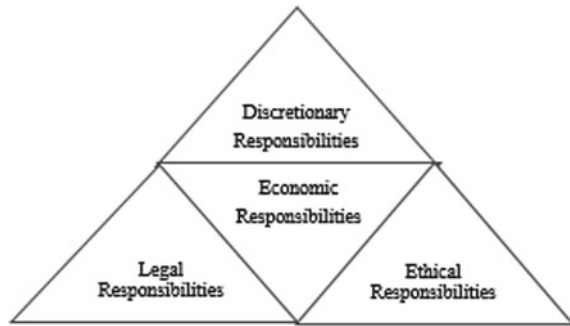 Discretionary
Responsibilities
Economic
Responsibilities
Legal
Responsibilities
Ethical
Responsibilities